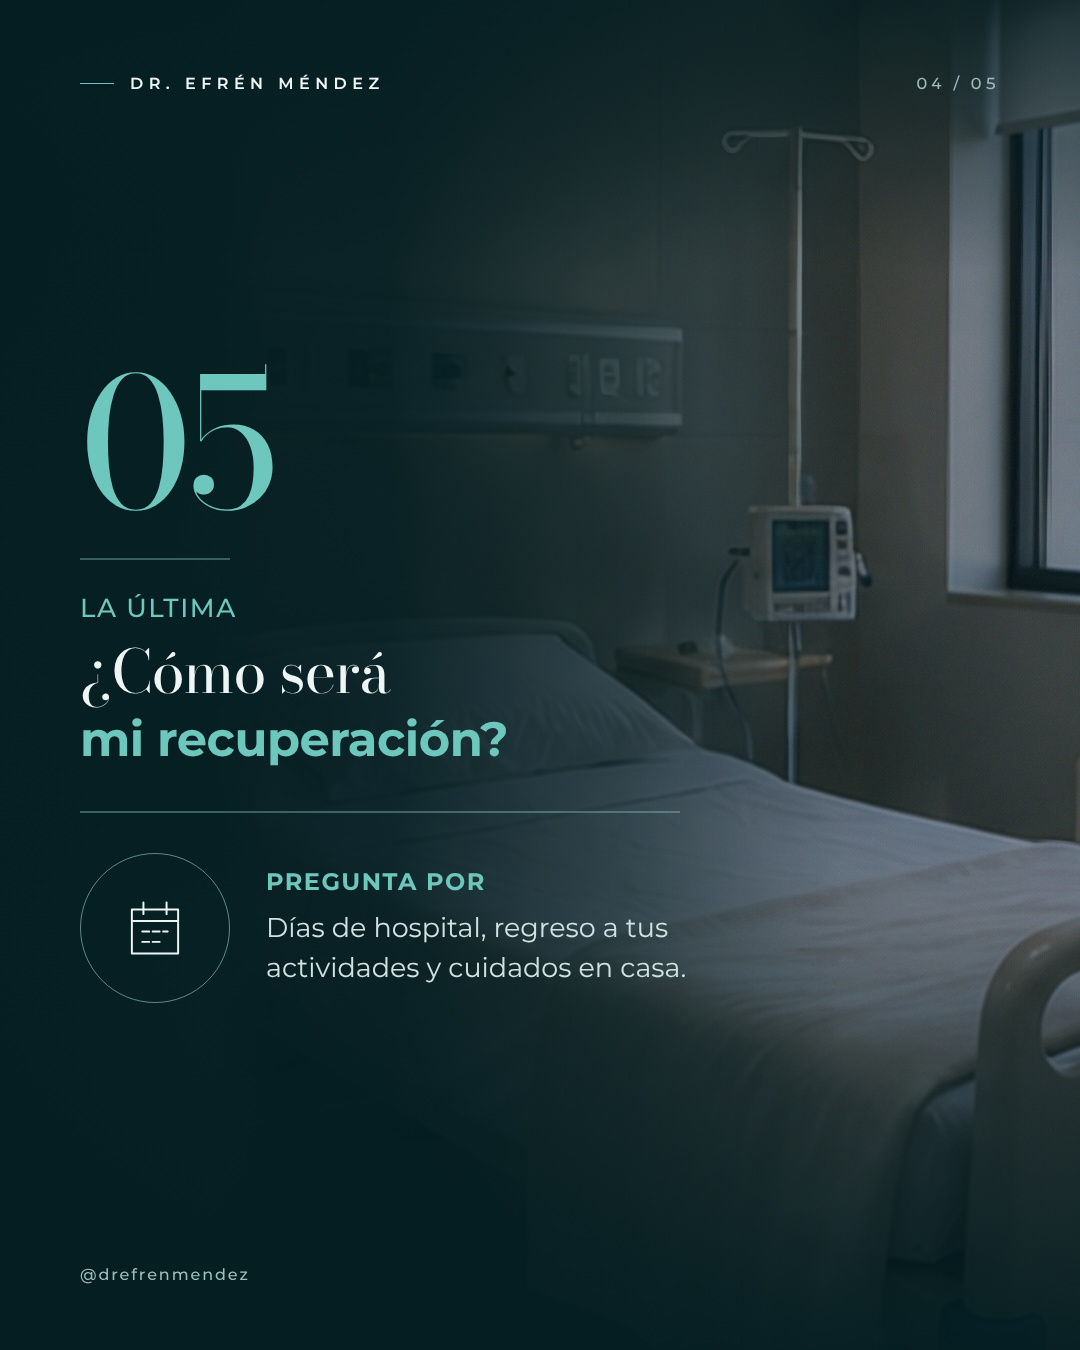 DR. EFRÉN MÉNDEZ
04 / 05
05
LA ÚLTIMA
¿Cómo será
mi recuperación?
PREGUNTA POR
Días de hospital, regreso a tus
actividades y cuidados en casa.
@drefrenmendez